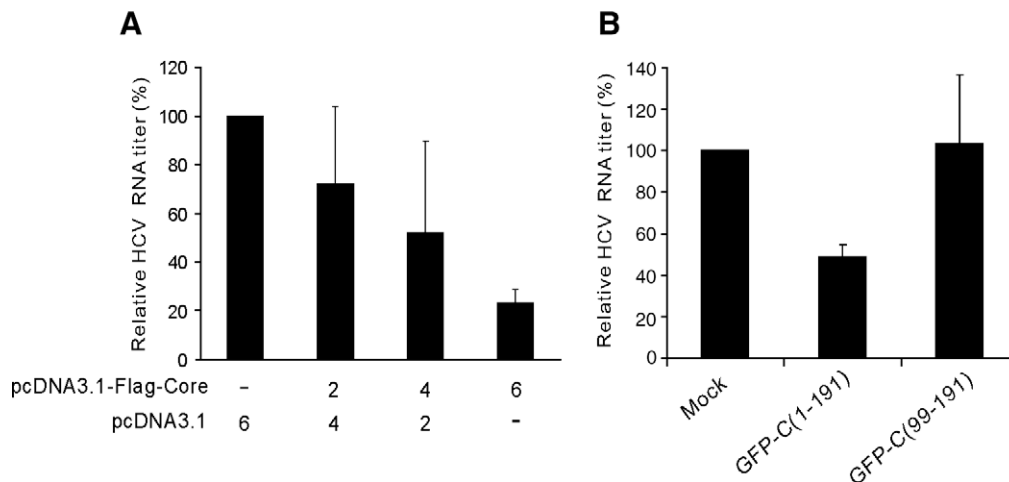 A
Relative HCV RNA titer (%)
120
100
80
60
40
20
0
pcDNA3.1-Flag-Core - 2 4 6
pcDNA3.1 6 4 2 -
B
Relative HCV RNA titer (%)
140
120
100
80
60
40
20
0
Mock
GFP-C(1-191)
GFP-C(99-191)